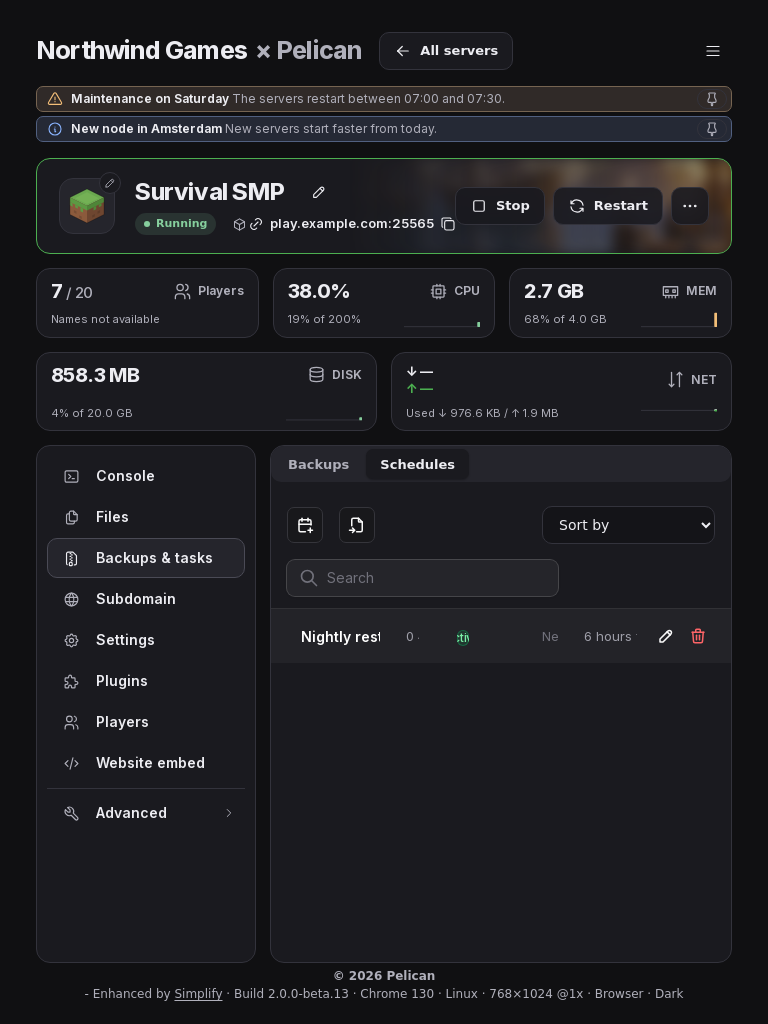 Northwind Games × Pelican
All servers
Maintenance on Saturday The servers restart between 07:00 and 07:30.
New node in Amsterdam New servers start faster from today.
Survival SMP
Running
play.example.com:25565
Stop
Restart
7 / 20
Players
Names not available
38.0%
CPU
19% of 200%
2.7 GB
MEM
68% of 4.0 GB
858.3 MB
DISK
4% of 20.0 GB
↓ —
↑ —
NET
Used ↓ 976.6 KB / ↑ 1.9 MB
Console
Files
Backups & tasks
Subdomain
Settings
Plugins
Players
Website embed
Advanced
Backups
Schedules
Sort by
Search
Nightly rest 0 Ne 6 hours
© 2026 Pelican
- Enhanced by Simplify · Build 2.0.0-beta.13 · Chrome 130 · Linux · 768×1024 @1x · Browser · Dark